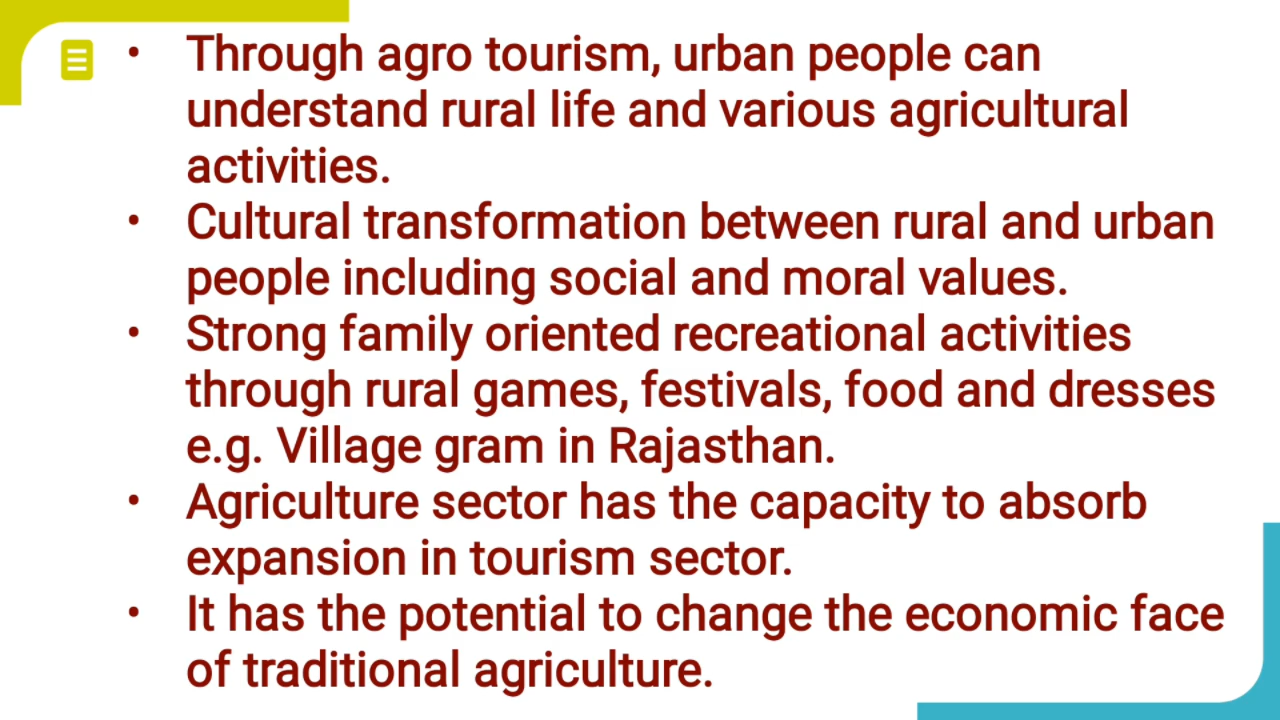 • Through agro tourism, urban people can
understand rural life and various agricultural
activities.
• Cultural transformation between rural and urban
people including social and moral values.
• Strong family oriented recreational activities
through rural games, festivals, food and dresses
e.g. Village gram in Rajasthan.
• Agriculture sector has the capacity to absorb
expansion in tourism sector.
• It has the potential to change the economic face
of traditional agriculture.